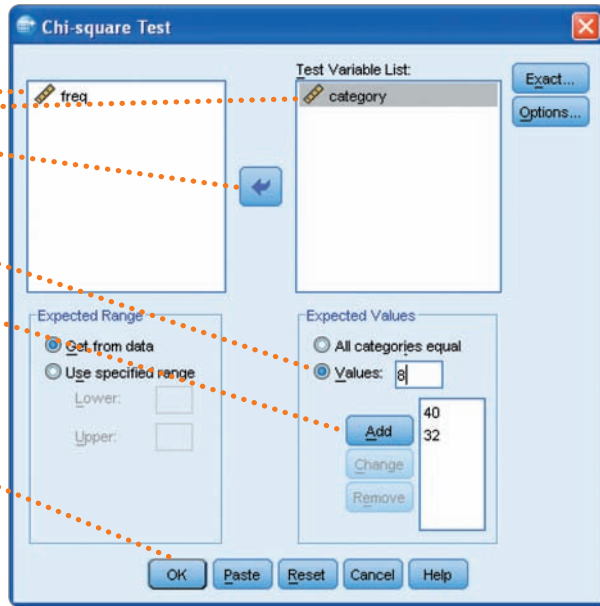 Chi-square Test
Test Variable List:
freq
category
Exact...
Options...
Expected Range
Get from data
Use specified range
Lower:
Upper:
Expected Values
All categories equal
Values: 8
Add
Change
Remove
40
32
OK
Paste
Reset
Cancel
Help